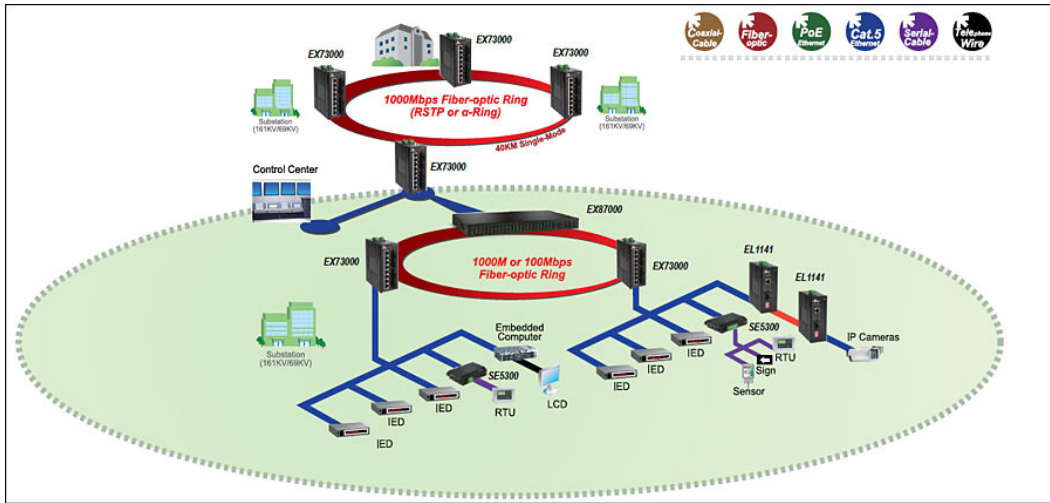 Coaxial-
Cable
Fiber-
optic
PoE
Ethernet
Cat.5
Ethernet
Serial-
Cable
Telephone
Wire
EX73000
EX73000
EX73000
1000Mbps Fiber-optic Ring
(RSTP or α-Ring)
Substation
(161KV/69KV)
Substation
(161KV/69KV)
40KM Single-Mode
EX73000
Control Center
EX87000
EX73000
1000M or 100Mbps
Fiber-optic Ring
EX73000
EL1141
EL1141
Substation
(161KV/69KV)
Embedded
Computer
SE5300
IP Cameras
IED
RTU
IED
Sign
SE5300
IED
Sensor
IED
RTU
LCD
IED
IED